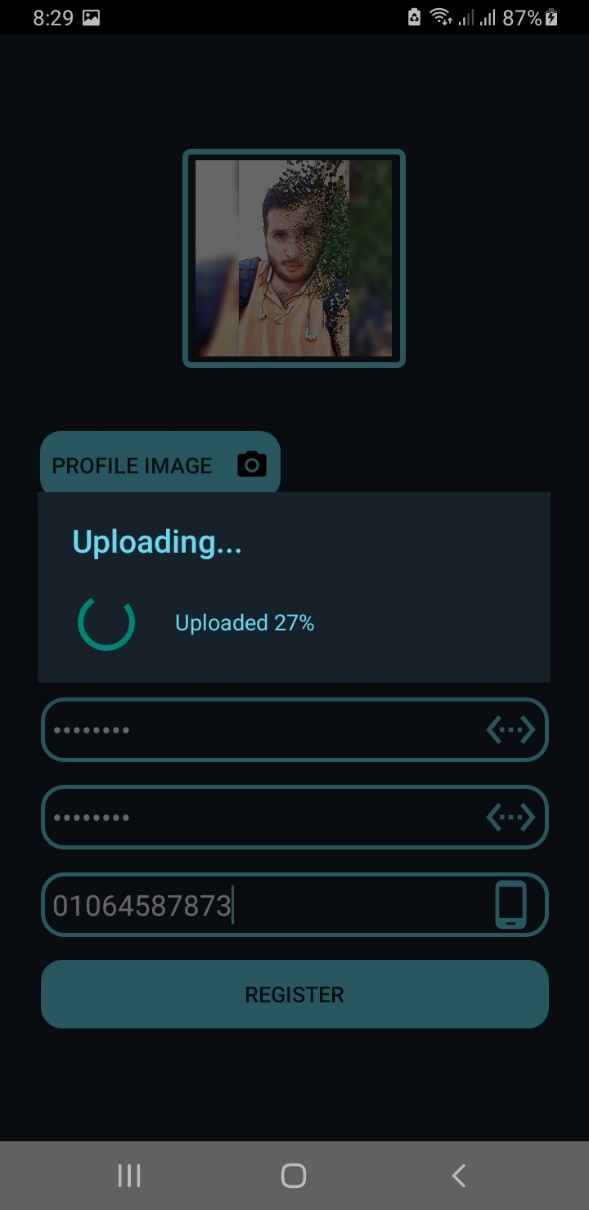 8:29 87%
PROFILE IMAGE
Uploading...
Uploaded 27%
••••••••
••••••••
01064587873
REGISTER